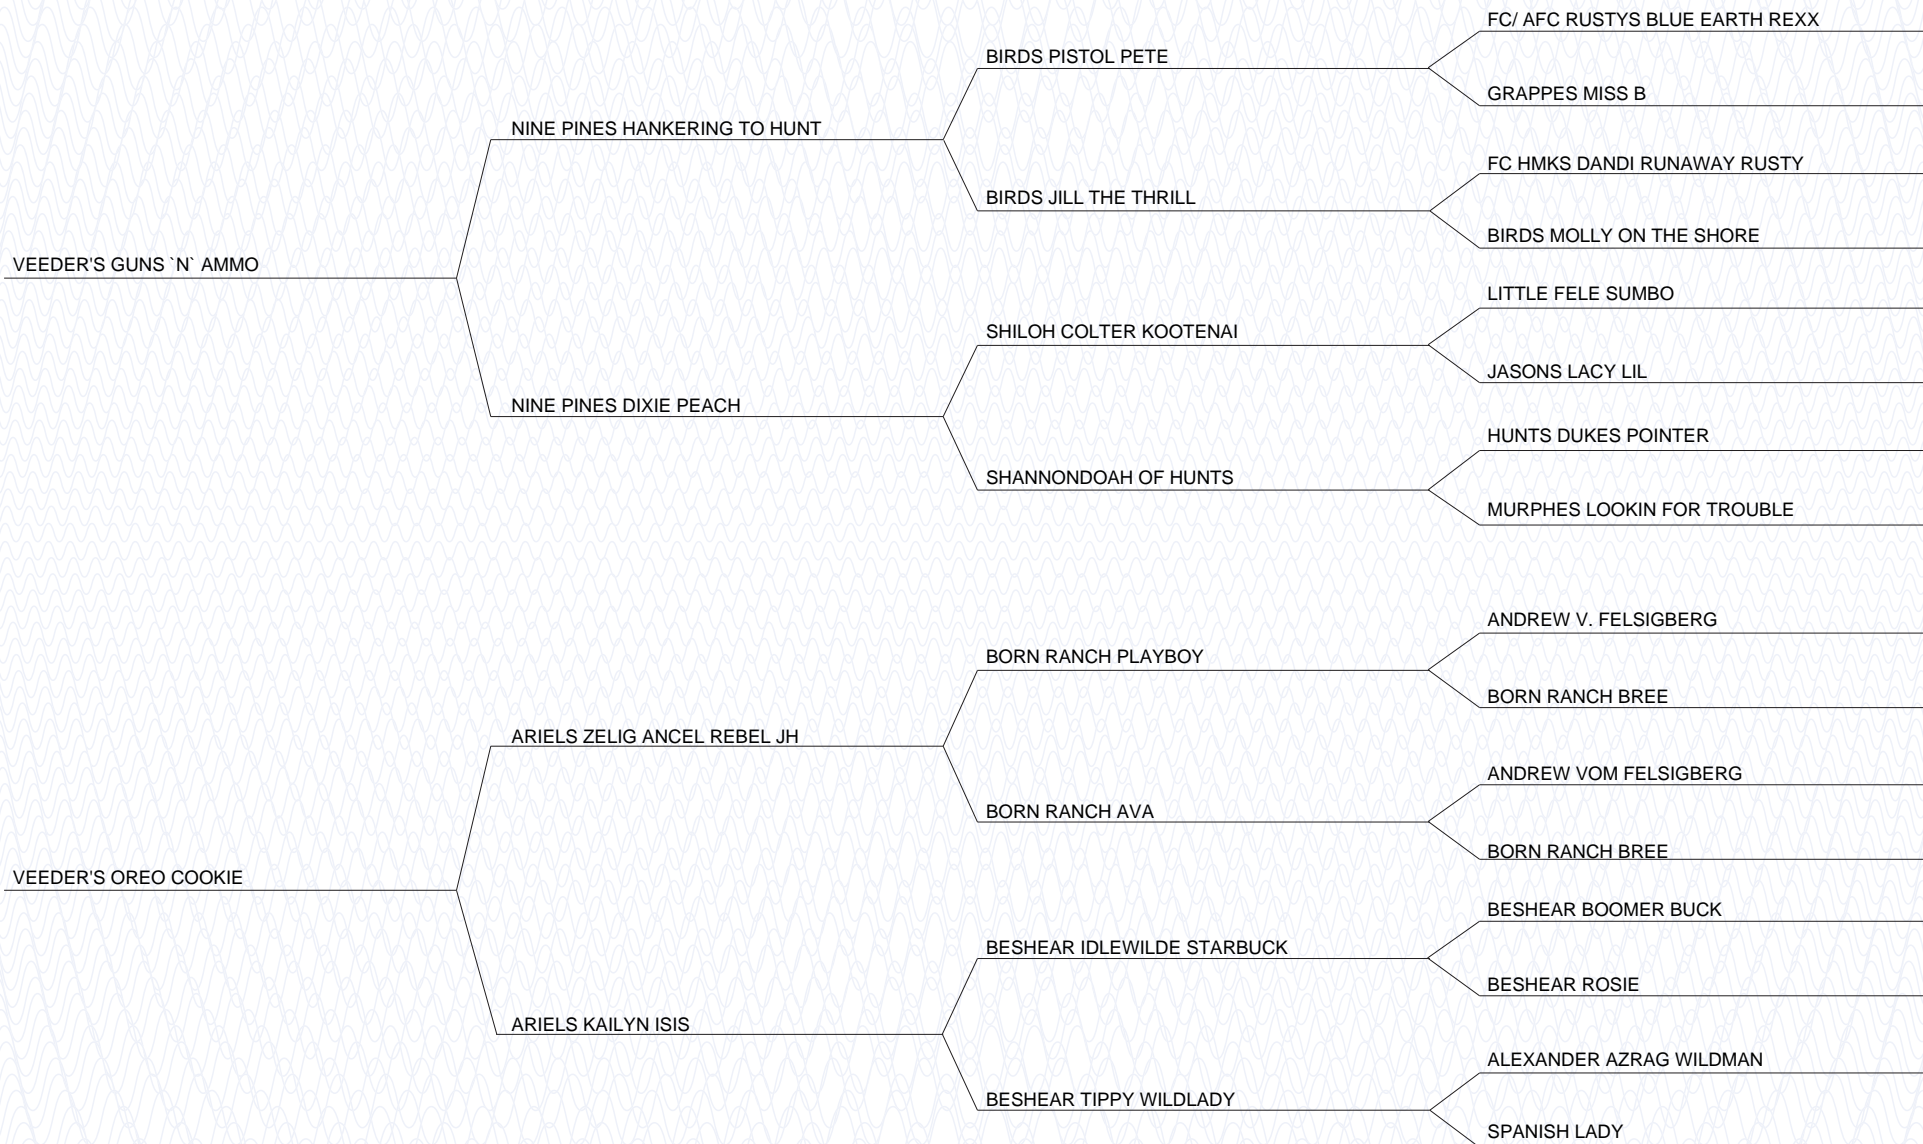 VEEDER'S GUNS `N` AMMO
NINE PINES HANKERING TO HUNT
BIRDS PISTOL PETE
FC/ AFC RUSTYS BLUE EARTH REXX
GRAPPES MISS B
BIRDS JILL THE THRILL
FC HMKS DANDI RUNAWAY RUSTY
BIRDS MOLLY ON THE SHORE
NINE PINES DIXIE PEACH
SHILOH COLTER KOOTENAI
LITTLE FELE SUMBO
JASONS LACY LIL
SHANNONDOAH OF HUNTS
HUNTS DUKES POINTER
MURPHES LOOKIN FOR TROUBLE
VEEDER'S OREO COOKIE
ARIELS ZELIG ANCEL REBEL JH
BORN RANCH PLAYBOY
ANDREW V. FELSIGBERG
BORN RANCH BREE
BORN RANCH AVA
ANDREW VOM FELSIGBERG
BORN RANCH BREE
ARIELS KAILYN ISIS
BESHEAR IDLEWILDE STARBUCK
BESHEAR BOOMER BUCK
BESHEAR ROSIE
BESHEAR TIPPY WILDLADY
ALEXANDER AZRAG WILDMAN
SPANISH LADY